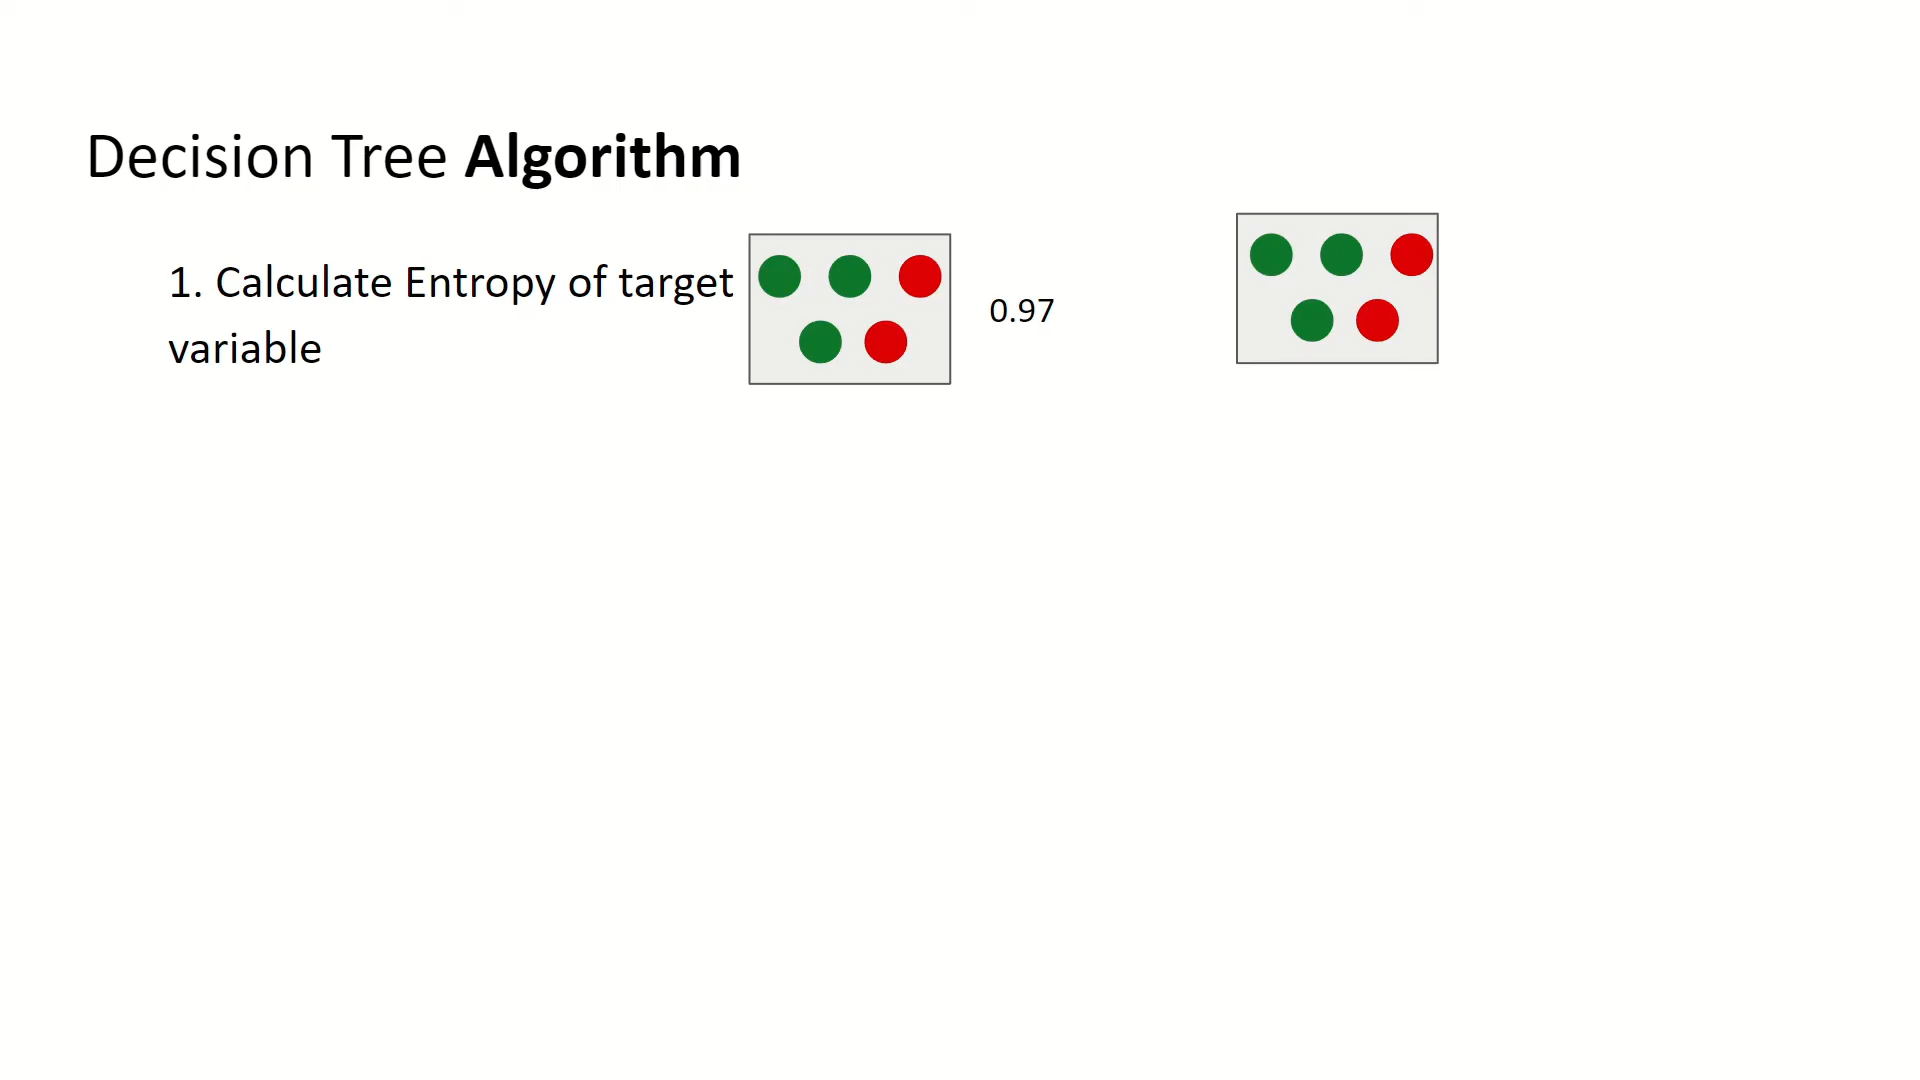 Decision Tree Algorithm
1. Calculate Entropy of target
variable
0.97